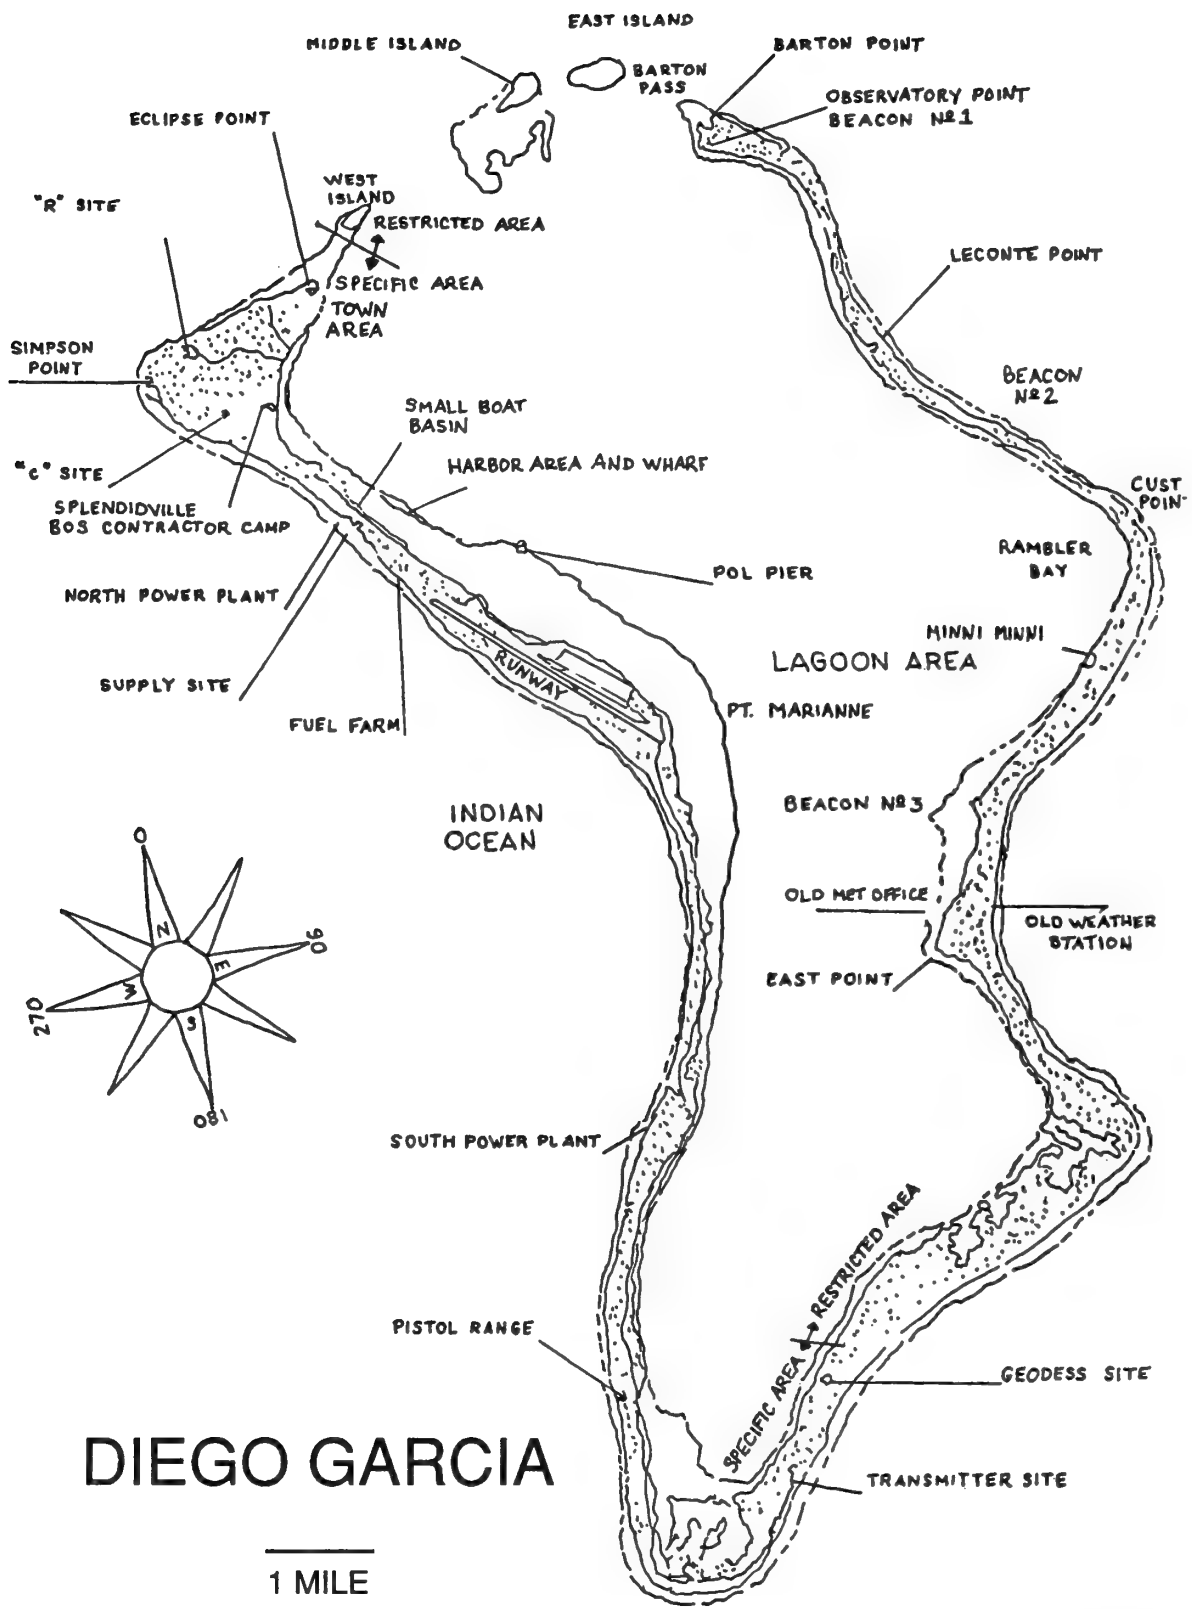 EAST ISLAND
MIDDLE ISLAND
BARTON POINT
BARTON
PASS
OBSERVATORY POINT
BEACON Nº1
ECLIPSE POINT
WEST
ISLAND
"R" SITE
RESTRICTED AREA
LECONTE POINT
SPECIFIC AREA
TOWN
AREA
SIMPSON
POINT
BEACON
Nº2
SMALL BOAT
BASIN
HARBOR AREA AND WHARF
"C" SITE
CUST
POIN
SPLENDIDVILLE
BOS CONTRACTOR CAMP
RAMBLER
BAY
POL PIER
NORTH POWER PLANT
MINNI MINNI
LAGOON AREA
RUNWAY
SUPPLY SITE
FUEL FARM
PT. MARIANNE
BEACON Nº3
INDIAN
OCEAN
OLD MET OFFICE
OLD WEATHER
STATION
EAST POINT
0
N
90
E
W
270
S
180
SOUTH POWER PLANT
RESTRICTED AREA
SPECIFIC AREA
PISTOL RANGE
GEODESS SITE
TRANSMITTER SITE
DIEGO GARCIA
1 MILE